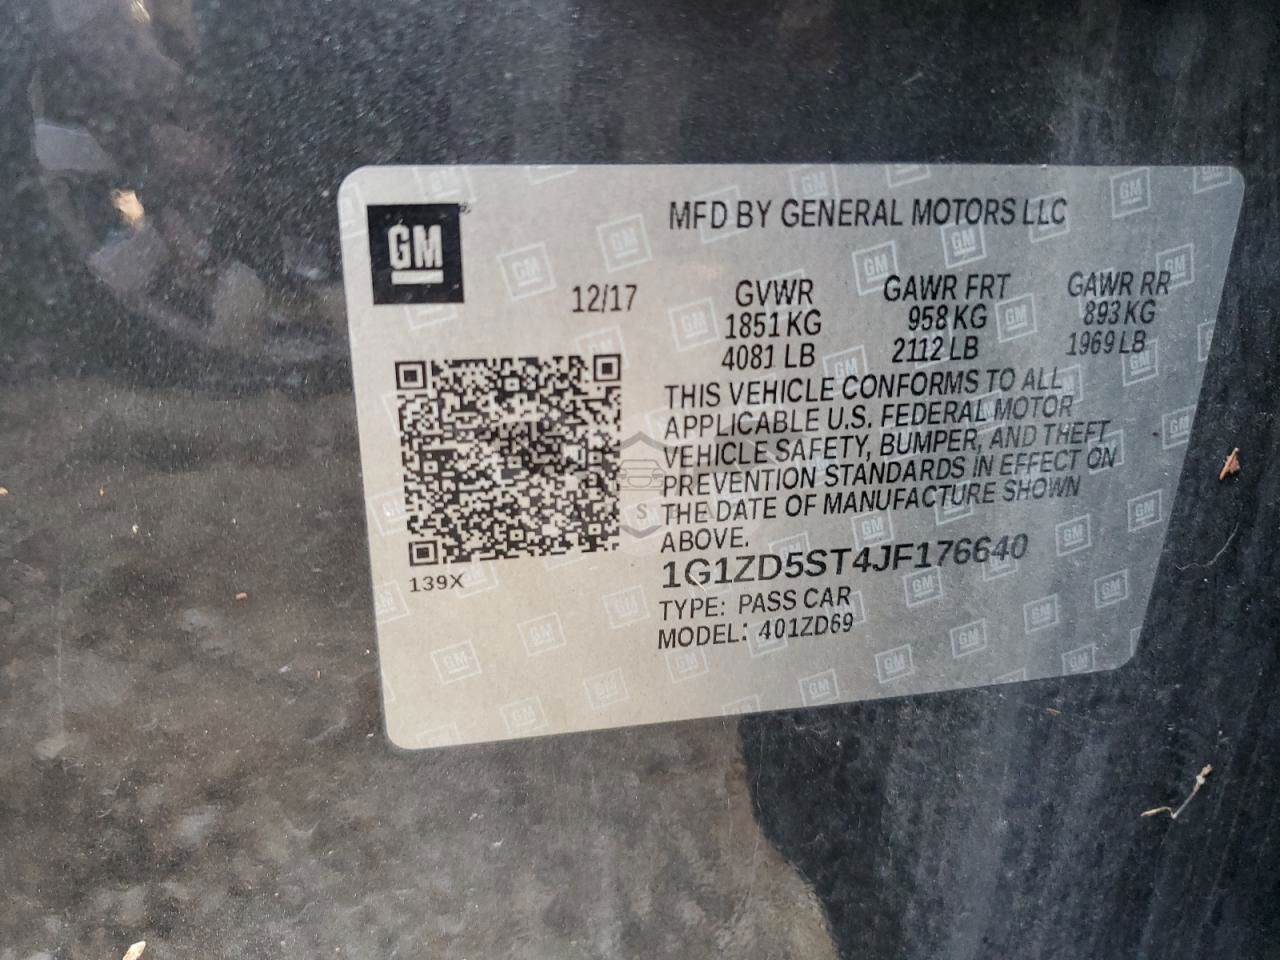 GM
MFD BY GENERAL MOTORS LLC
12/17 GVWR GAWR FRT GAWR RR
1851 KG 958 KG 893 KG
4081 LB 2112 LB 1969 LB
THIS VEHICLE CONFORMS TO ALL
APPLICABLE U.S. FEDERAL MOTOR
VEHICLE SAFETY, BUMPER, AND THEFT
PREVENTION STANDARDS IN EFFECT ON
THE DATE OF MANUFACTURE SHOWN
ABOVE.
139X
1G1ZD5ST4JF176640
TYPE: PASS CAR
MODEL: 401ZD69